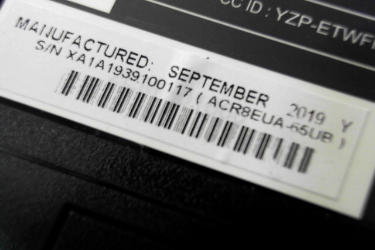 CC ID : YZP-ETWF
MANUFACTURED: SEPTEMBER 2019 Y
S/N XA1A1939100117 ( ACR8EUA-65UB )